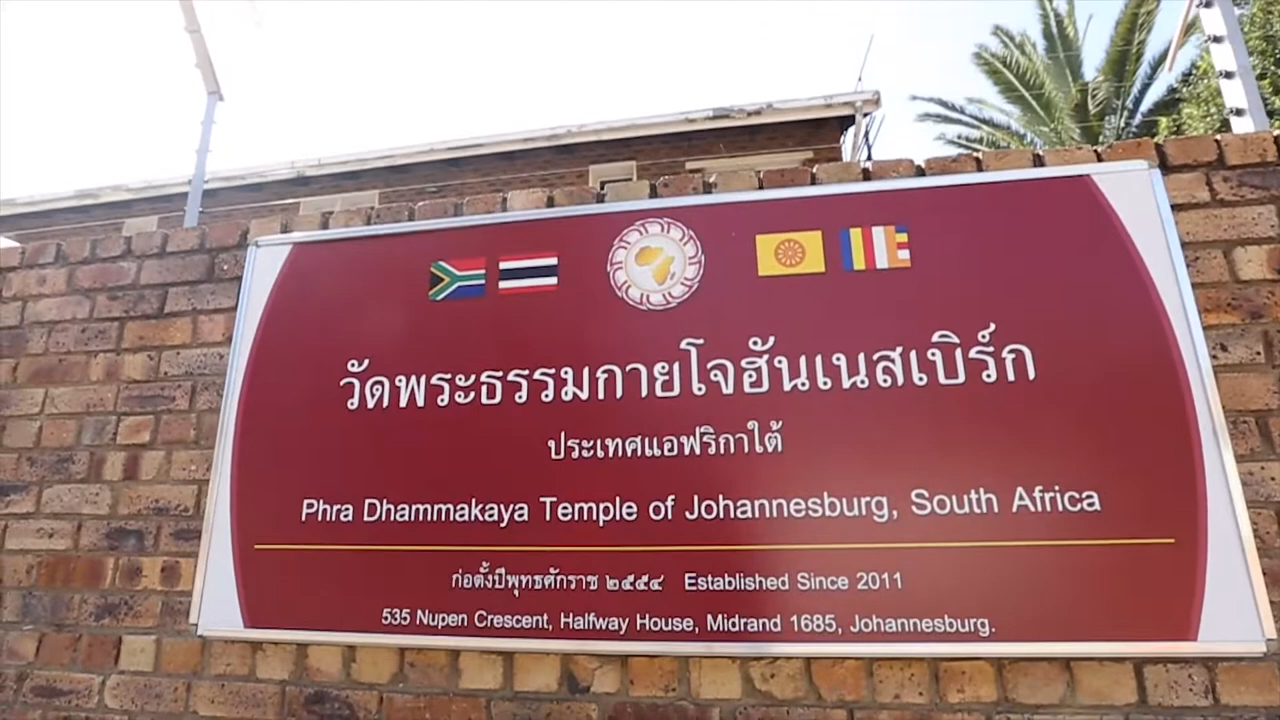 วัดพระธรรมกายโจฮันเนสเบิร์ก
ประเทศแอฟริกาใต้
Phra Dhammakaya Temple of Johannesburg, South Africa
ก่อตั้งปีพุทธศักราช ๒๕๕๔ Established Since 2011
535 Nupen Crescent, Halfway House, Midrand 1685, Johannesburg.